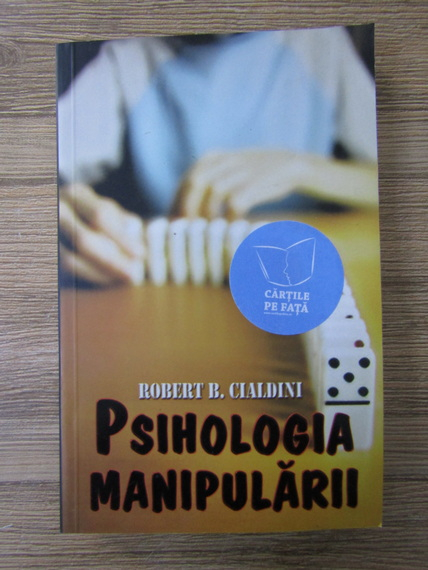 CĂRȚILE
PE FAȚĂ
ROBERT B. CIALDINI
PSIHOLOGIA
MANIPULĂRII